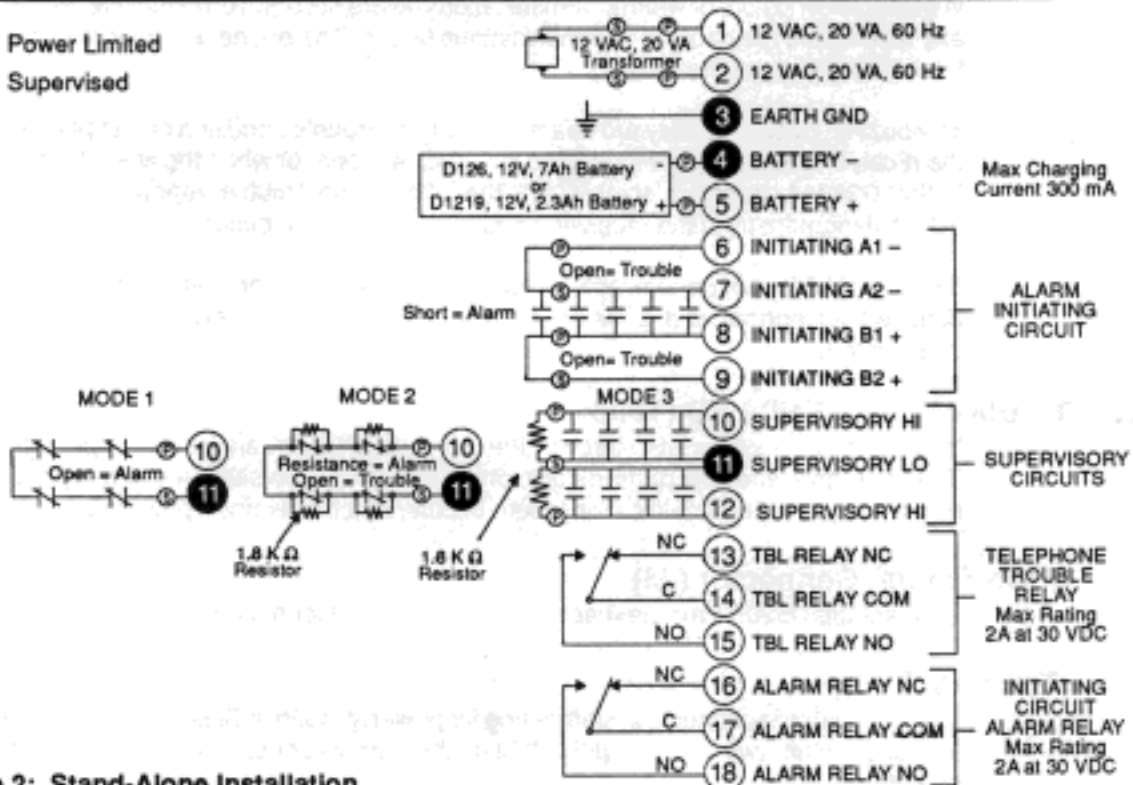 Power Limited
Supervised
12 VAC, 20 VA
Transformer
S P
S P
1 12 VAC, 20 VA, 60 Hz
2 12 VAC, 20 VA, 60 Hz
3 EARTH GND
D126, 12V, 7Ah Battery
or
D1219, 12V, 2.3Ah Battery
- P 4 BATTERY –
+ P 5 BATTERY +
Max Charging
Current 300 mA
P 6 INITIATING A1 –
Open= Trouble
S 7 INITIATING A2 –
Short = Alarm
P 8 INITIATING B1 +
Open= Trouble
S 9 INITIATING B2 +
ALARM
INITIATING
CIRCUIT
MODE 1
P 10
Open = Alarm
S 11
MODE 2
P 10
Resistance = Alarm
Open = Trouble
S 11
1.8 K Ω
Resistor
MODE 3
P 10 SUPERVISORY HI
S 11 SUPERVISORY LO
P 12 SUPERVISORY HI
1.8 K Ω
Resistor
SUPERVISORY
CIRCUITS
NC 13 TBL RELAY NC
C 14 TBL RELAY COM
NO 15 TBL RELAY NO
TELEPHONE
TROUBLE
RELAY
Max Rating
2A at 30 VDC
NC 16 ALARM RELAY NC
C 17 ALARM RELAY COM
NO 18 ALARM RELAY NO
INITIATING
CIRCUIT
ALARM RELAY
Max Rating
2A at 30 VDC
2: Stand-Alone Installation